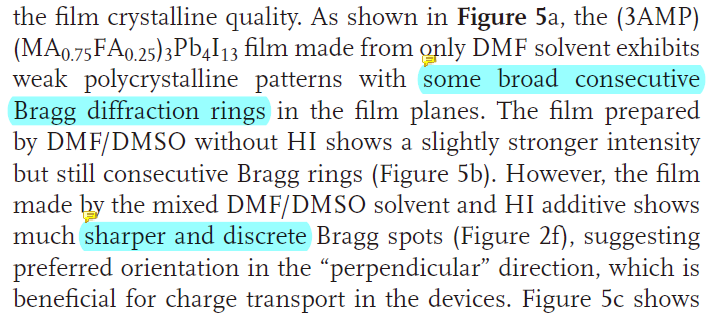 the film crystalline quality. As shown in Figure 5a, the (3AMP)
(MA0.75FA0.25)3Pb4I13 film made from only DMF solvent exhibits
weak polycrystalline patterns with some broad consecutive
Bragg diffraction rings in the film planes. The film prepared
by DMF/DMSO without HI shows a slightly stronger intensity
but still consecutive Bragg rings (Figure 5b). However, the film
made by the mixed DMF/DMSO solvent and HI additive shows
much sharper and discrete Bragg spots (Figure 2f), suggesting
preferred orientation in the “perpendicular” direction, which is
beneficial for charge transport in the devices. Figure 5c shows